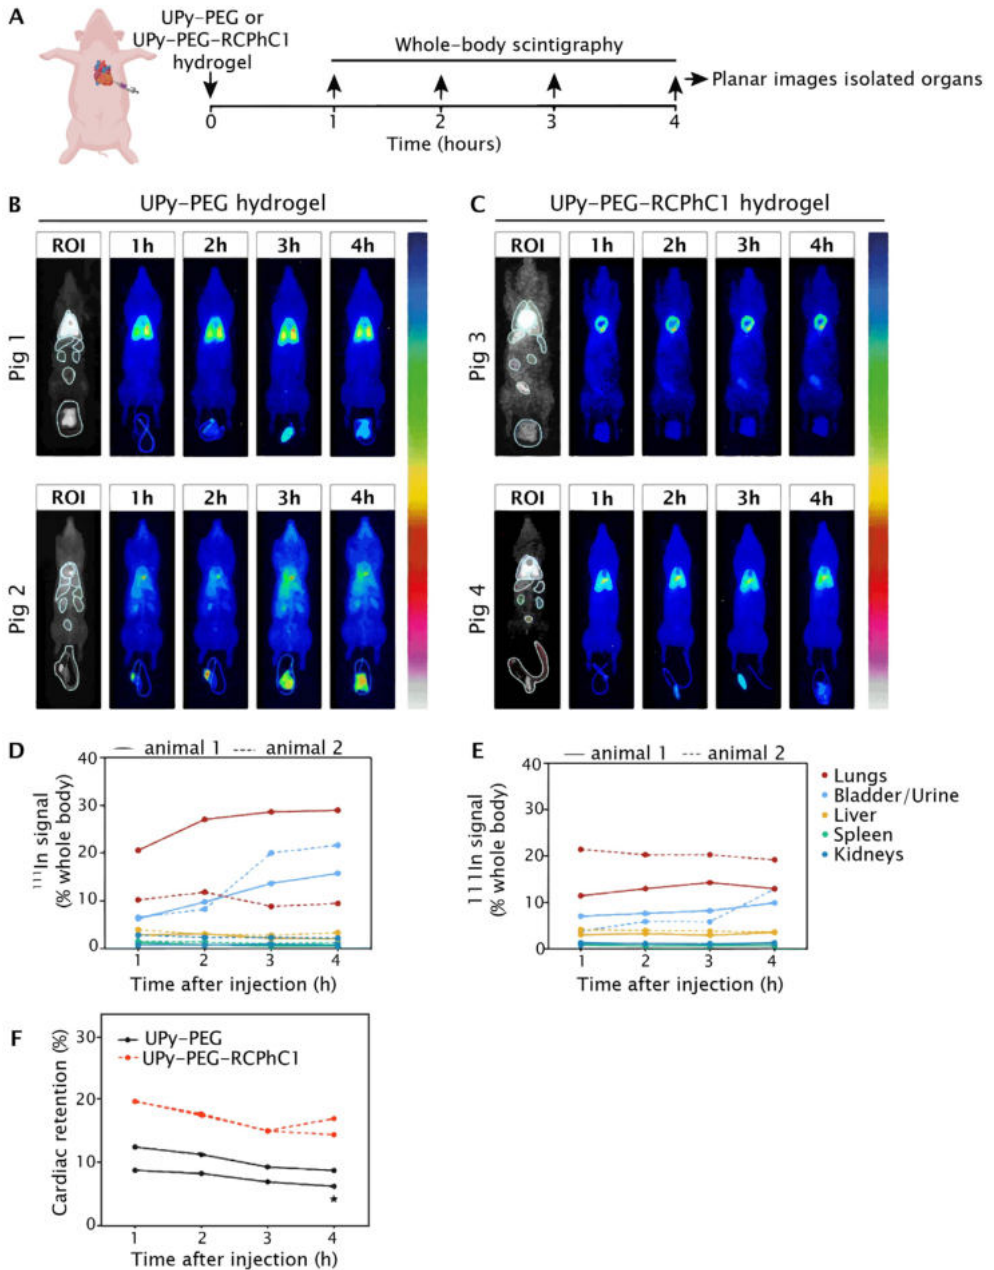 A
UPy-PEG or
UPy-PEG-RCPhC1
hydrogel
Whole-body scintigraphy
Planar images isolated organs
0 1 2 3 4
Time (hours)
B UPy-PEG hydrogel
ROI 1h 2h 3h 4h
Pig 1
ROI 1h 2h 3h 4h
Pig 2
C UPy-PEG-RCPhC1 hydrogel
ROI 1h 2h 3h 4h
Pig 3
ROI 1h 2h 3h 4h
Pig 4
D animal 1 animal 2
111In signal
(% whole body)
40
30
20
10
0
1 2 3 4
Time after injection (h)
E animal 1 animal 2
111In signal
(% whole body)
40
30
20
10
0
1 2 3 4
Time after injection (h)
Lungs
Bladder/Urine
Liver
Spleen
Kidneys
F
UPy-PEG
UPy-PEG-RCPhC1
Cardiac retention (%)
30
20
10
0
*
1 2 3 4
Time after injection (h)